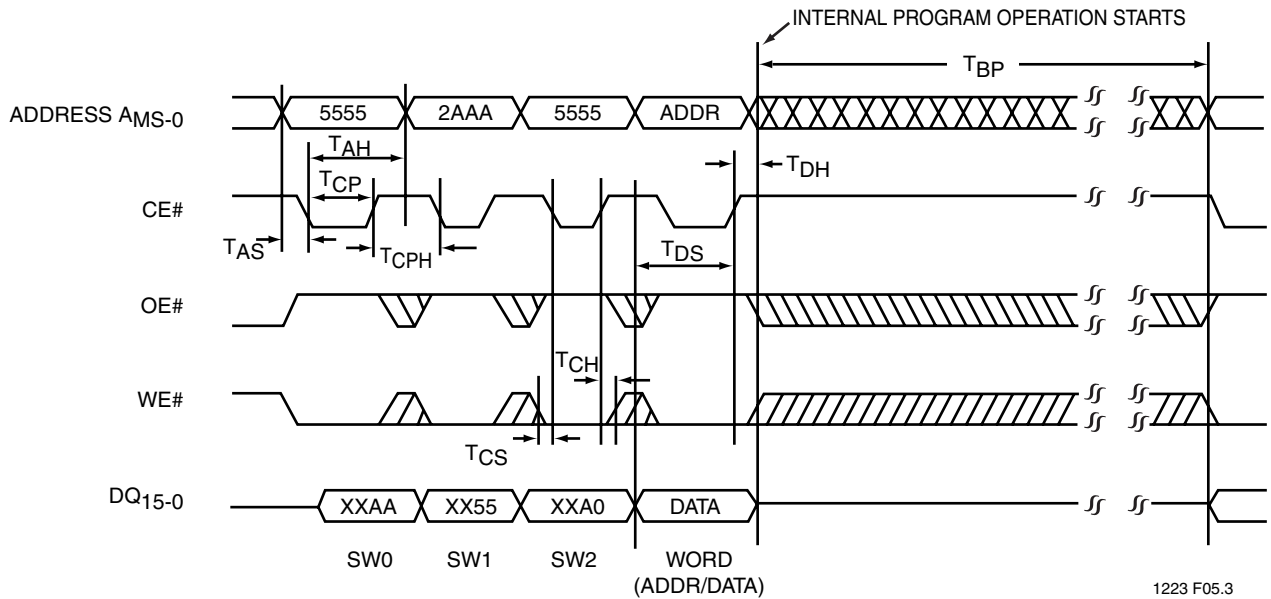 INTERNAL PROGRAM OPERATION STARTS
TBP
ADDRESS AMS-0
5555
2AAA
5555
ADDR
TAH
TDH
TCP
CE#
TAS
TCPH
TDS
OE#
TCH
WE#
TCS
DQ15-0
XXAA
XX55
XXA0
DATA
SW0
SW1
SW2
WORD
(ADDR/DATA)
1223 F05.3